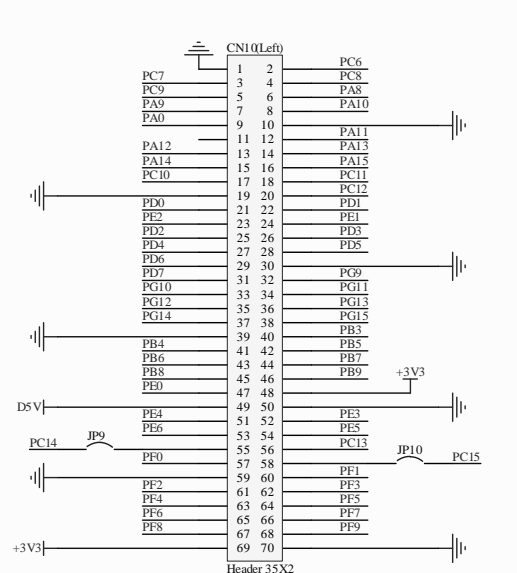 CN10(Left)
1 2 PC6
PC7 3 4 PC8
PC9 5 6 PA8
PA9 7 8 PA10
PA0 9 10
11 12 PA11
PA12 13 14 PA13
PA14 15 16 PA15
PC10 17 18 PC11
19 20 PC12
PD0 21 22 PD1
PE2 23 24 PE1
PD2 25 26 PD3
PD4 27 28 PD5
PD6 29 30
PD7 31 32 PG9
PG10 33 34 PG11
PG12 35 36 PG13
PG14 37 38 PG15
39 40 PB3
PB4 41 42 PB5
PB6 43 44 PB7
PB8 45 46 PB9
PE0 47 48 +3V3
D5V 49 50
PE4 51 52 PE3
PE6 53 54 PE5
PC14 JP9 55 56 PC13
PF0 57 58 JP10 PC15
59 60 PF1
PF2 61 62 PF3
PF4 63 64 PF5
PF6 65 66 PF7
PF8 67 68 PF9
+3V3 69 70
Header 35X2